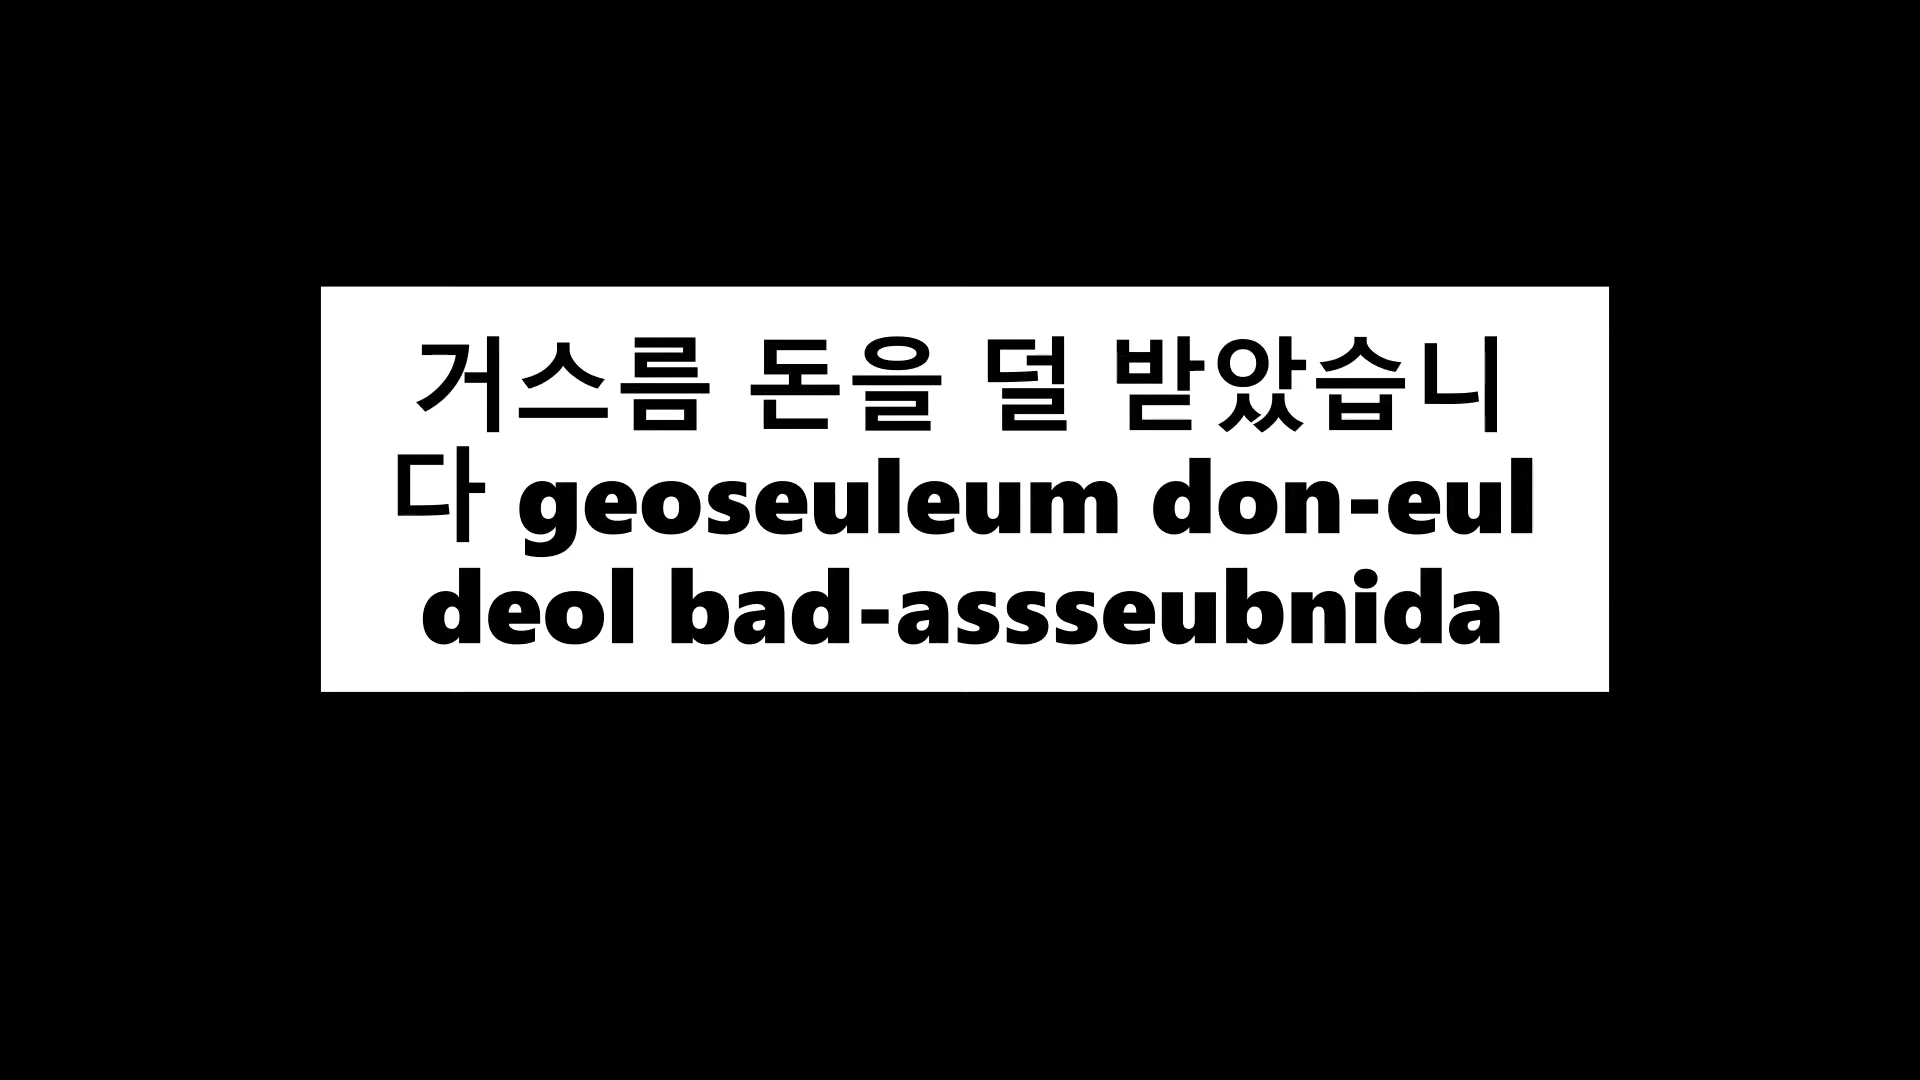 거스름 돈을 덜 받았습니
다 geoseuleum don-eul
deol bad-assseubnida